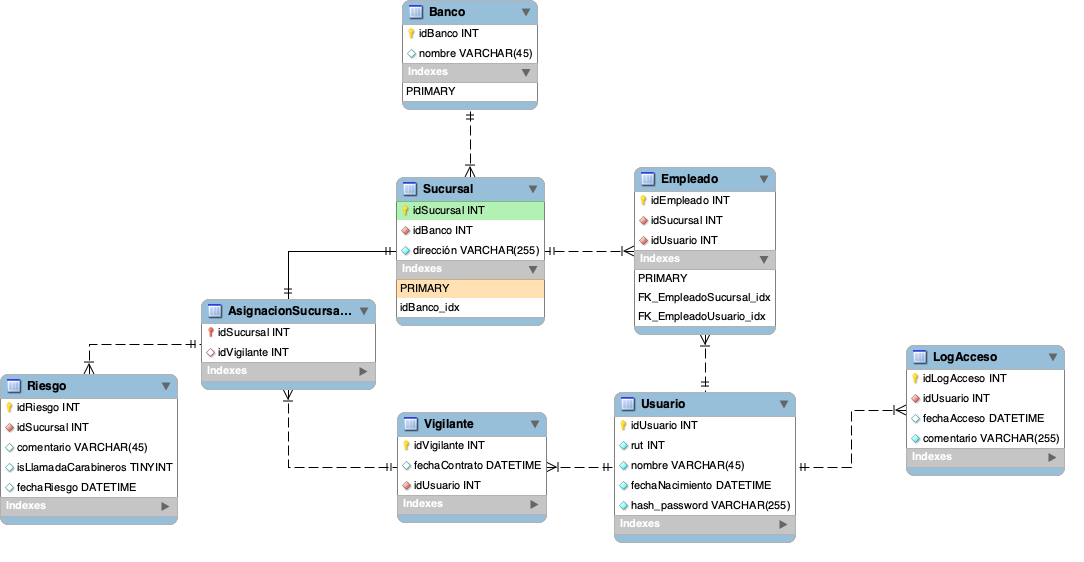 Banco
idBanco INT
nombre VARCHAR(45)
Indexes
PRIMARY
Sucursal
idSucursal INT
idBanco INT
dirección VARCHAR(255)
Indexes
PRIMARY
idBanco_idx
Empleado
idEmpleado INT
idSucursal INT
idUsuario INT
Indexes
PRIMARY
FK_EmpleadoSucursal_idx
FK_EmpleadoUsuario_idx
AsignacionSucursa...
idSucursal INT
idVigilante INT
Indexes
Riesgo
idRiesgo INT
idSucursal INT
comentario VARCHAR(45)
isLlamadaCarabineros TINYINT
fechaRiesgo DATETIME
Indexes
Vigilante
idVigilante INT
fechaContrato DATETIME
idUsuario INT
Indexes
Usuario
idUsuario INT
rut INT
nombre VARCHAR(45)
fechaNacimiento DATETIME
hash_password VARCHAR(255)
Indexes
LogAcceso
idLogAcceso INT
idUsuario INT
fechaAcceso DATETIME
comentario VARCHAR(255)
Indexes